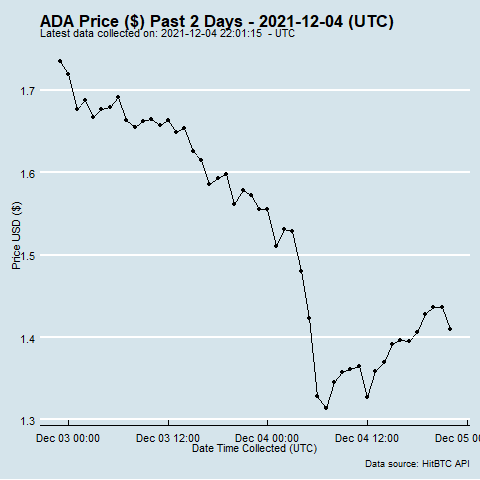 ADA Price ($) Past 2 Days - 2021-12-04 (UTC)
Latest data collected on: 2021-12-04 22:01:15 - UTC
1.7
1.6
1.5
1.4
1.3
Price USD ($)
Dec 03 00:00 Dec 03 12:00 Dec 04 00:00 Dec 04 12:00 Dec 05 0
Date Time Collected (UTC)
Data source: HitBTC API